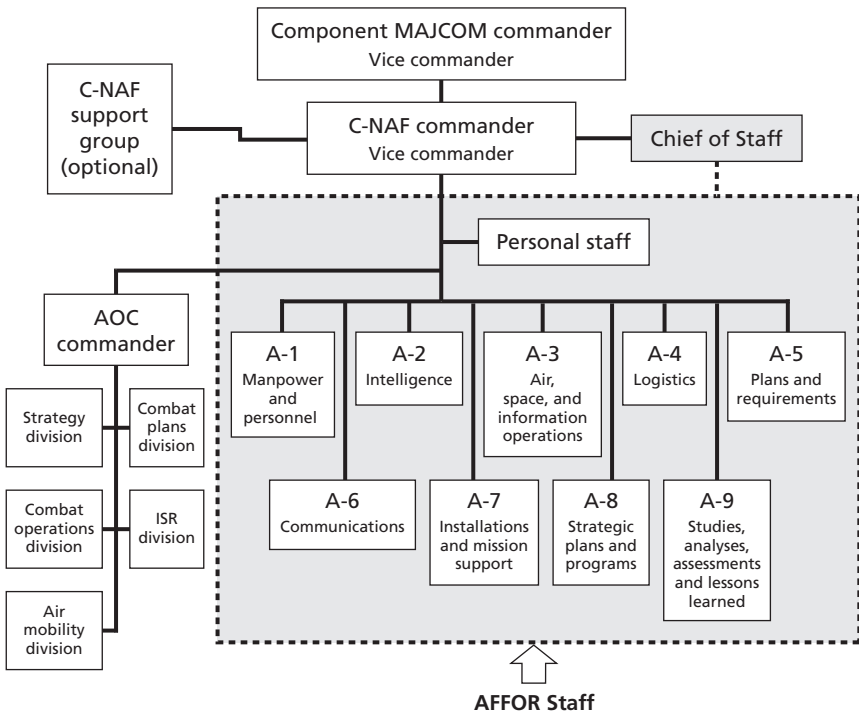 Component MAJCOM commander
Vice commander
C-NAF
support
group
(optional)
C-NAF commander
Vice commander
Chief of Staff
Personal staff
AOC
commander
Strategy
division
Combat
plans
division
Combat
operations
division
ISR
division
Air
mobility
division
A-1
Manpower
and
personnel
A-2
Intelligence
A-3
Air,
space, and
information
operations
A-4
Logistics
A-5
Plans and
requirements
A-6
Communications
A-7
Installations
and mission
support
A-8
Strategic
plans and
programs
A-9
Studies,
analyses,
assessments
and lessons
learned
AFFOR Staff